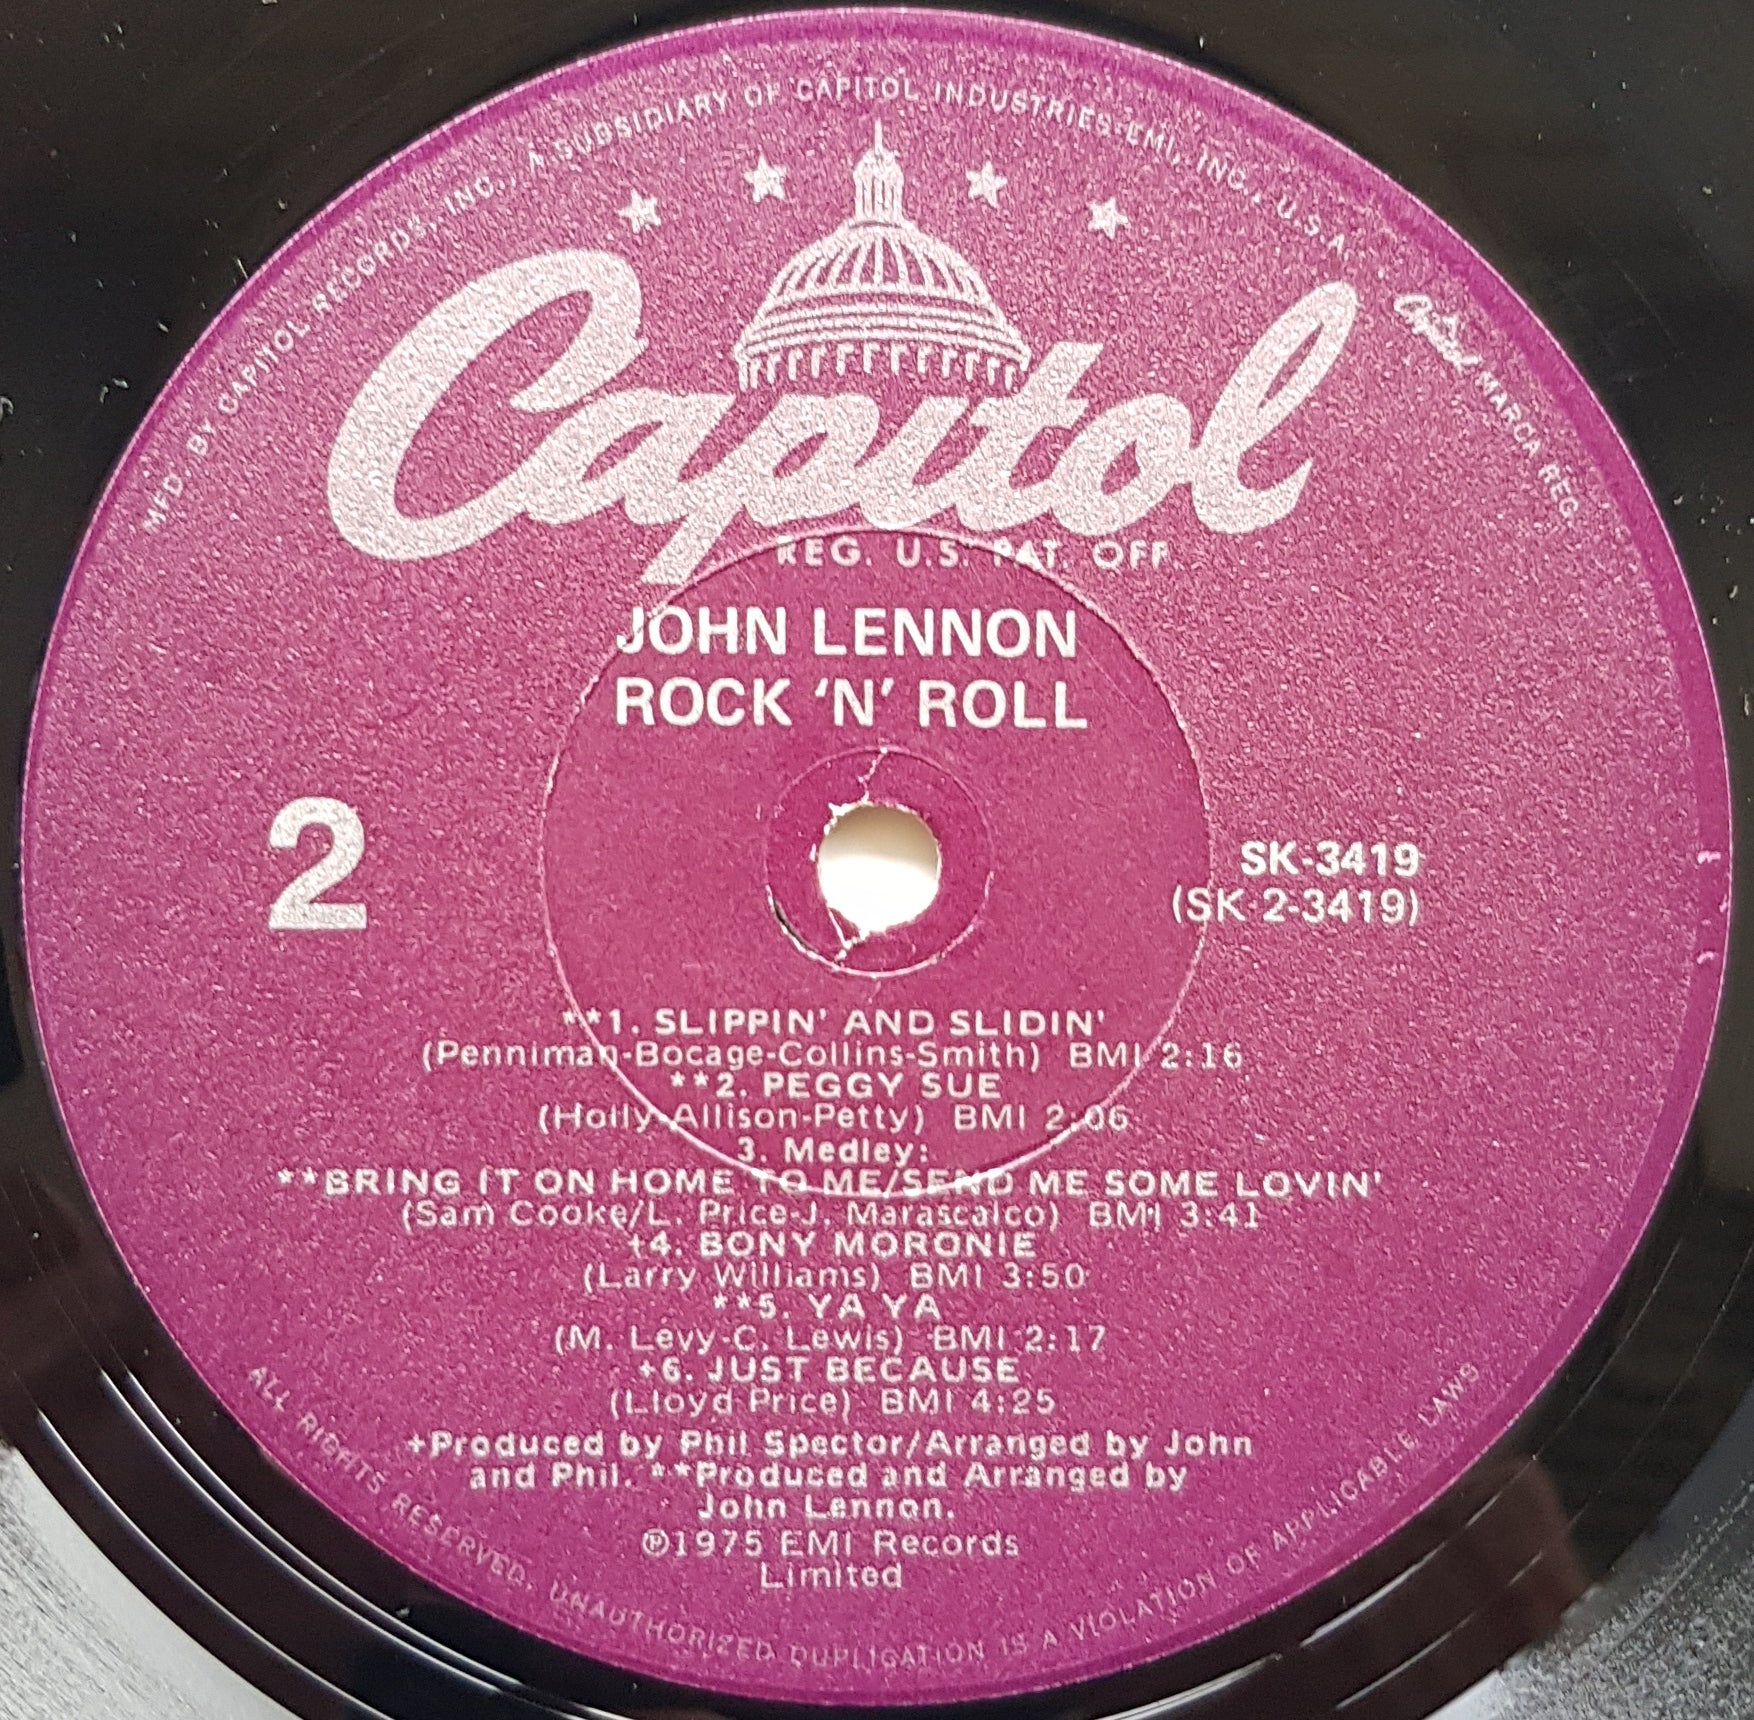 MFD. BY CAPITOL RECORDS, INC., A SUBSIDIARY OF CAPITOL INDUSTRIES-EMI, INC., U.S.A. Capitol MARCA REG.
Capitol
REG. U.S. PAT. OFF.
JOHN LENNON
ROCK 'N' ROLL
2
SK-3419
(SK 2-3419)
**1. SLIPPIN' AND SLIDIN'
(Penniman-Bocage-Collins-Smith) BMI 2:16
**2. PEGGY SUE
(Holly-Allison-Petty) BMI 2:06
3. Medley:
**BRING IT ON HOME TO ME/SEND ME SOME LOVIN'
(Sam Cooke/L. Price-J. Marascalco) BMI 3:41
+4. BONY MORONIE
(Larry Williams) BMI 3:50
**5. YA YA
(M. Levy-C. Lewis) BMI 2:17
+6. JUST BECAUSE
(Lloyd Price) BMI 4:25
+Produced by Phil Spector/Arranged by John
and Phil. **Produced and Arranged by
John Lennon.
℗1975 EMI Records
Limited
ALL RIGHTS RESERVED. UNAUTHORIZED DUPLICATION IS A VIOLATION OF APPLICABLE LAWS